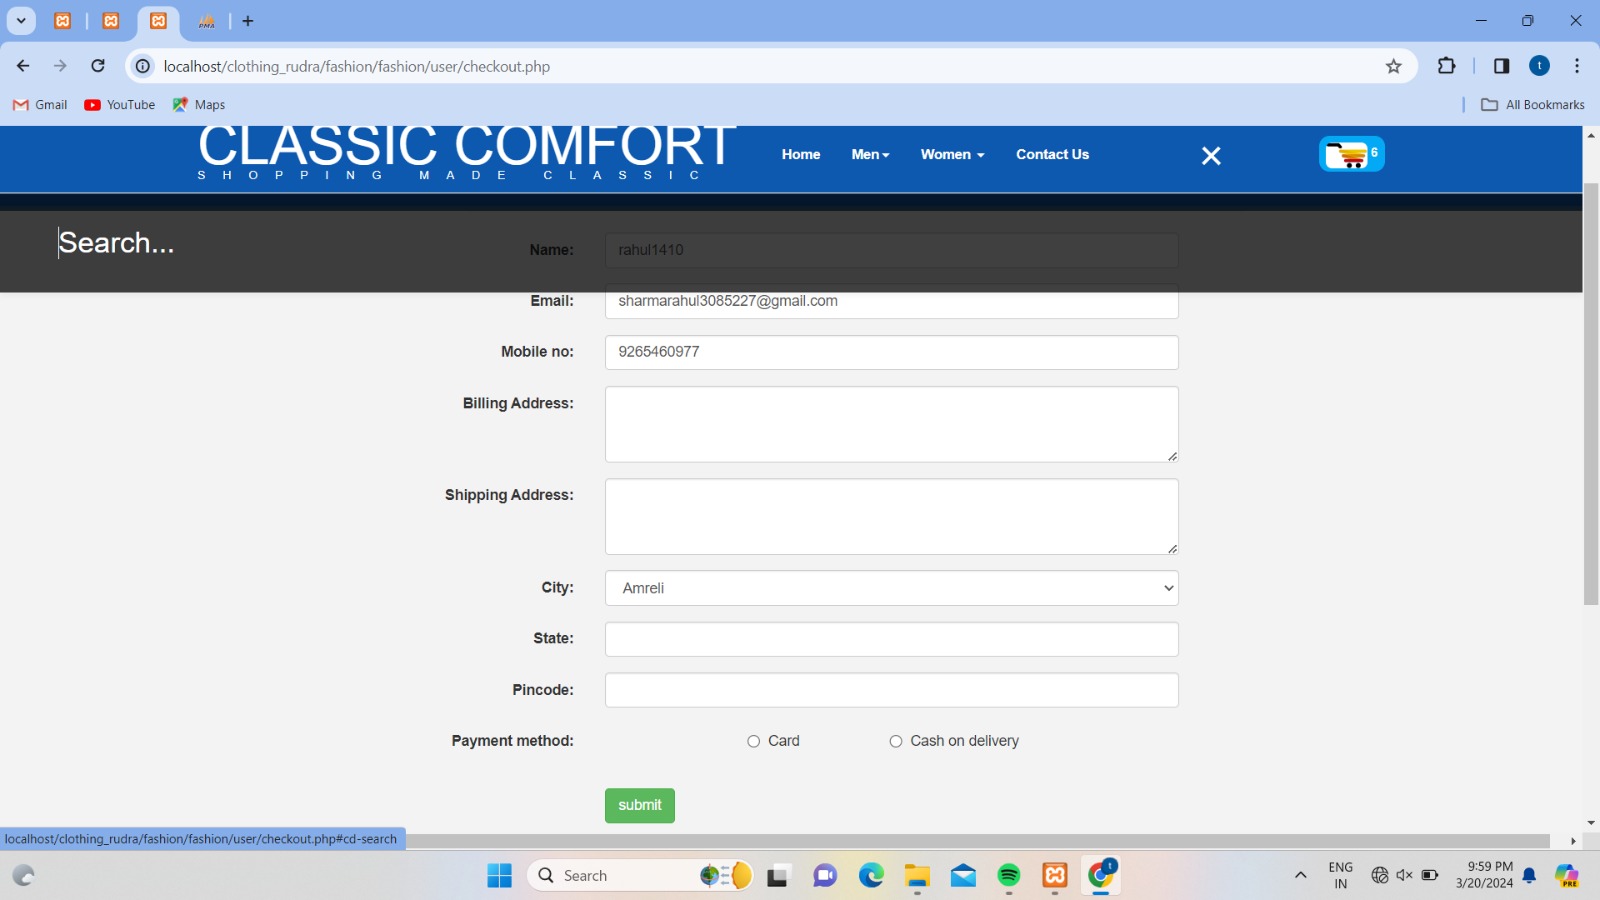 localhost/clothing_rudra/fashion/fashion/user/checkout.php
t
Gmail YouTube Maps All Bookmarks
CLASSIC COMFORT
SHOPPING MADE CLASSIC
Home Men Women Contact Us 6
Search...
Name: rahul1410
Email: sharmarahul3085227@gmail.com
Mobile no: 9265460977
Billing Address:
Shipping Address:
City: Amreli
State:
Pincode:
Payment method: Card Cash on delivery
submit
localhost/clothing_rudra/fashion/fashion/user/checkout.php#cd-search
Search t ENG 9:59 PM
IN 3/20/2024 PRE